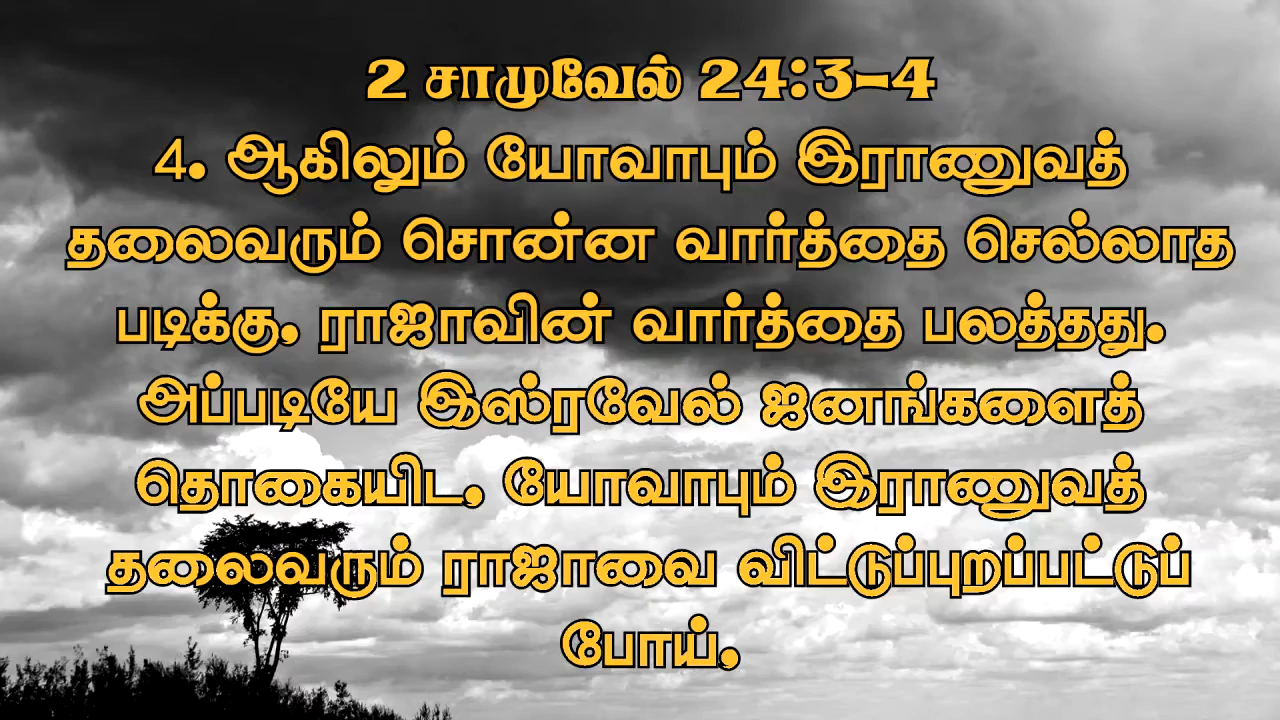 2 சாமுவேல் 24:3-4
4. ஆகிலும் யோவாபும் இராணுவத்
தலைவரும் சொன்ன வார்த்தை செல்லாத
படிக்கு, ராஜாவின் வார்த்தை பலத்தது.
அப்படியே இஸ்ரவேல் ஜனங்களைத்
தொகையிட, யோவாபும் இராணுவத்
தலைவரும் ராஜாவை விட்டுப்புறப்பட்டுப்
போய்,